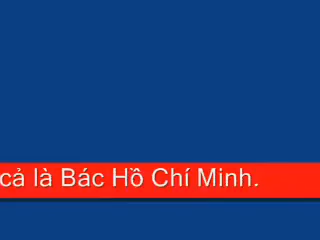 cả là Bác Hồ Chí Minh.